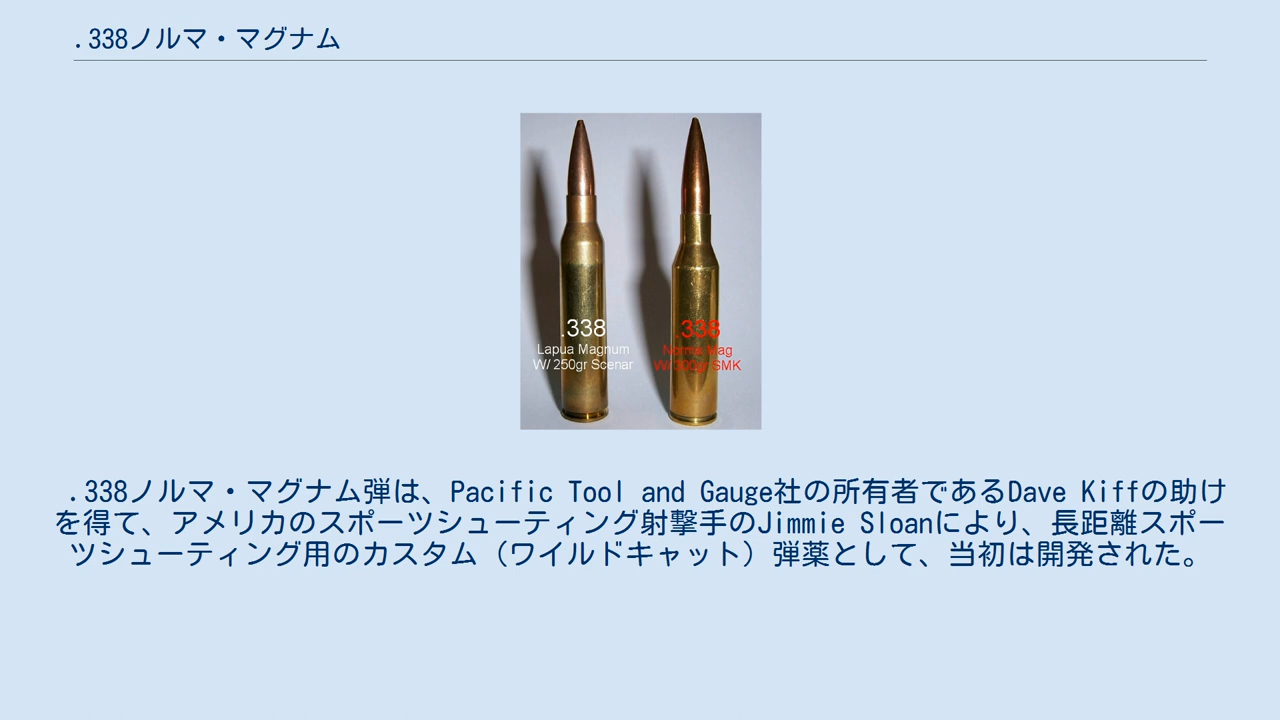 .338ノルマ・マグナム
.338
Lapua Magnum
W/ 250gr Scenar
.338
Norma Mag
W/ 300gr SMK
.338ノルマ・マグナム弾は、Pacific Tool and Gauge社の所有者であるDave Kiffの助け
を得て、アメリカのスポーツシューティング射撃手のJimmie Sloanにより、長距離スポー
ツシューティング用のカスタム（ワイルドキャット）弾薬として、当初は開発された。